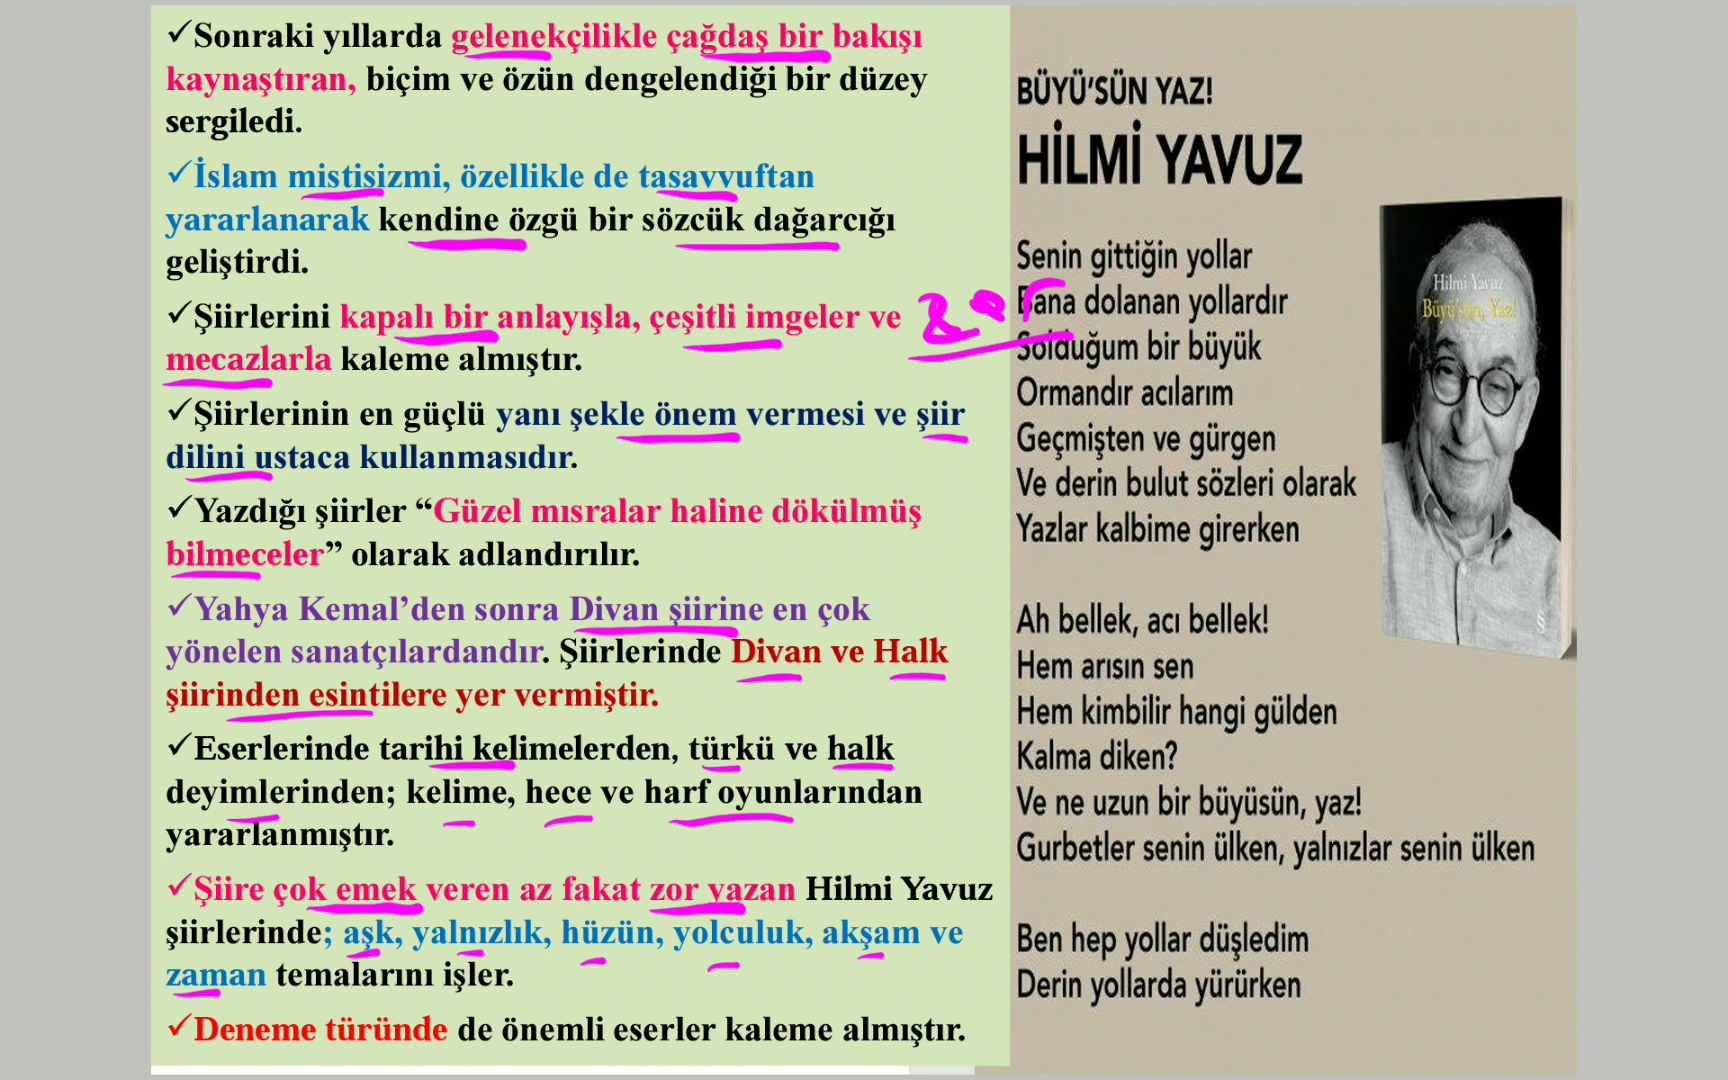 ✓Sonraki yıllarda gelenekçilikle çağdaş bir bakışı
kaynaştıran, biçim ve özün dengelendiği bir düzey
sergiledi.
✓İslam mistisizmi, özellikle de tasavvuftan
yararlanarak kendine özgü bir sözcük dağarcığı
geliştirdi.
✓Şiirlerini kapalı bir anlayışla, çeşitli imgeler ve
mecazlarla kaleme almıştır.
✓Şiirlerinin en güçlü yanı şekle önem vermesi ve şiir
dilini ustaca kullanmasıdır.
✓Yazdığı şiirler “Güzel mısralar haline dökülmüş
bilmeceler” olarak adlandırılır.
✓Yahya Kemal’den sonra Divan şiirine en çok
yönelen sanatçılardandır. Şiirlerinde Divan ve Halk
şiirinden esintilere yer vermiştir.
✓Eserlerinde tarihi kelimelerden, türkü ve halk
deyimlerinden; kelime, hece ve harf oyunlarından
yararlanmıştır.
✓Şiire çok emek veren az fakat zor yazan Hilmi Yavuz
şiirlerinde; aşk, yalnızlık, hüzün, yolculuk, akşam ve
zaman temalarını işler.
✓Deneme türünde de önemli eserler kaleme almıştır.
BÜYÜ’SÜN YAZ!
HİLMİ YAVUZ
Senin gittiğin yollar
Bana dolanan yollardır
Solduğum bir büyük
Ormandır acılarım
Geçmişten ve gürgen
Ve derin bulut sözleri olarak
Yazlar kalbime girerken
Ah bellek, acı bellek!
Hem arısın sen
Hem kimbilir hangi gülden
Kalma diken?
Ve ne uzun bir büyüsün, yaz!
Gurbetler senin ülken, yalnızlar senin ülken
Ben hep yollar düşledim
Derin yollarda yürürken
Hilmi Yavuz
Büyü'sün, Yaz!